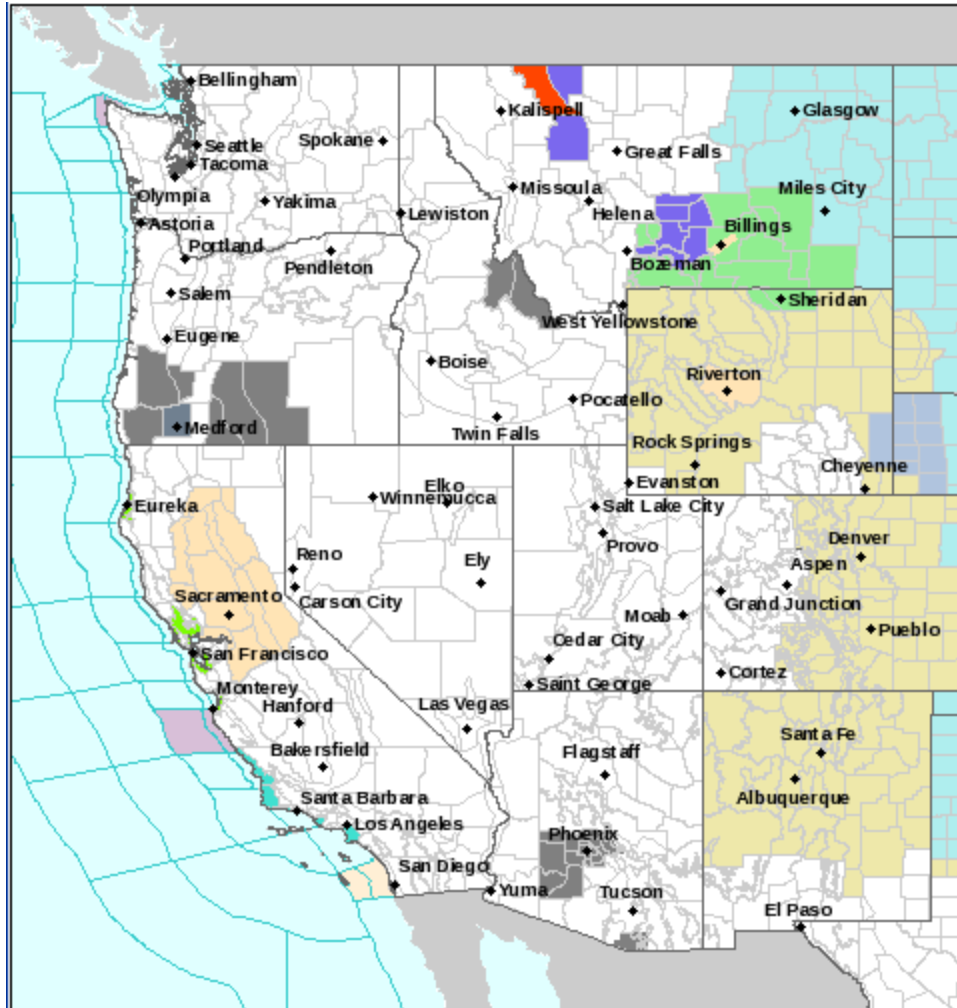 Bellingham
Kalispell
Glasgow
Seattle
Spokane
Great Falls
Tacoma
Olympia
Missoula
Miles City
Yakima
Helena
Lewiston
Astoria
Billings
Portland
Pendleton
Bozeman
Salem
Sheridan
West Yellowstone
Eugene
Boise
Riverton
Pocatello
Medford
Twin Falls
Rock Springs
Cheyenne
Elko
Evanston
Winnemucca
Eureka
Salt Lake City
Denver
Provo
Reno
Ely
Aspen
Sacramento
Carson City
Grand Junction
Moab
Pueblo
Cedar City
San Francisco
Cortez
Saint George
Monterey
Hanford
Las Vegas
Santa Fe
Bakersfield
Flagstaff
Albuquerque
Santa Barbara
Los Angeles
Phoenix
San Diego
Yuma
Tucson
El Paso